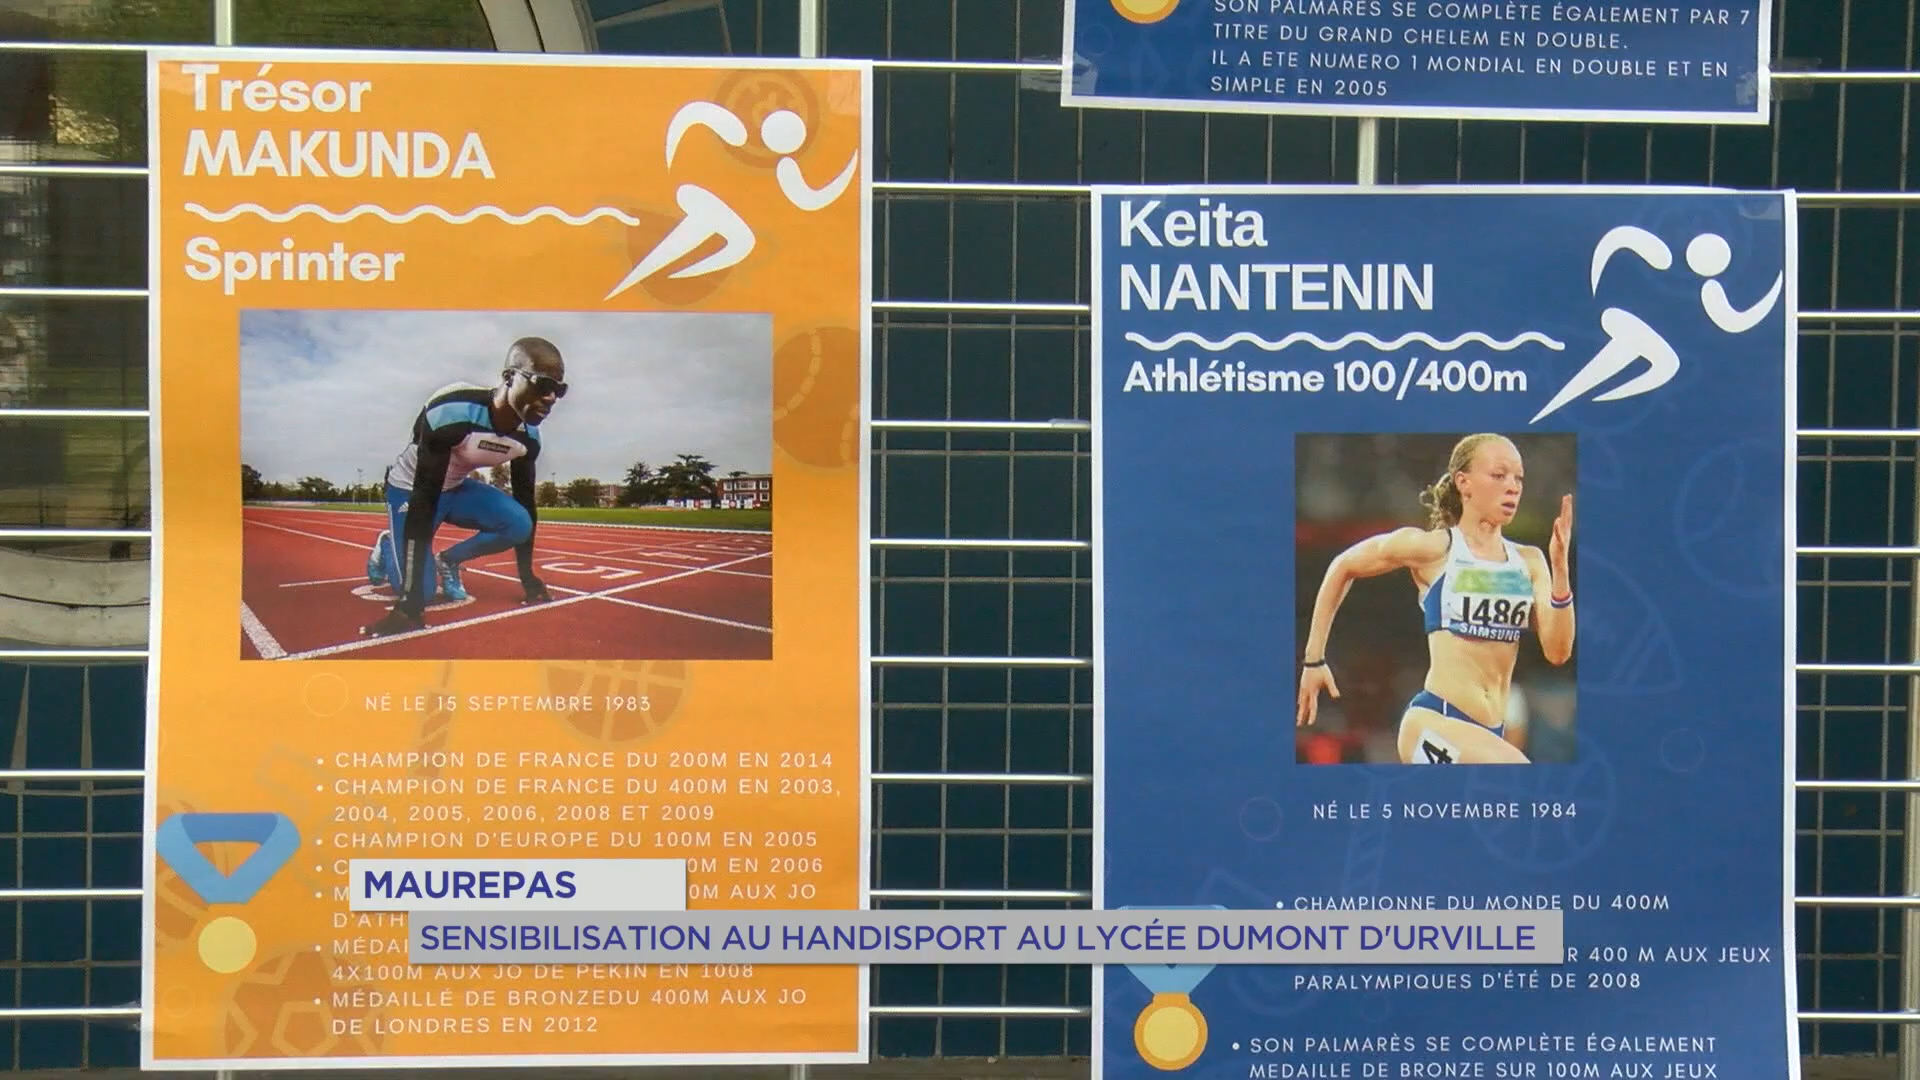 SON PALMARES SE COMPLÈTE ÉGALEMENT PAR 7
TITRE DU GRAND CHELEM EN DOUBLE.
IL A ETE NUMERO 1 MONDIAL EN DOUBLE ET EN
SIMPLE EN 2005
Trésor
MAKUNDA
Sprinter
NÉ LE 15 SEPTEMBRE 1983
• CHAMPION DE FRANCE DU 200M EN 2014
• CHAMPION DE FRANCE DU 400M EN 2003,
2004, 2005, 2006, 2008 ET 2009
• CHAMPION D'EUROPE DU 100M EN 2005
EN 2006
AUX JO
4X100M AUX JO DE PEKIN EN 1008
• MÉDAILLÉ DE BRONZEDU 400M AUX JO
DE LONDRES EN 2012
Keita
NANTENIN
Athlétisme 100/400m
1486
SAMSUNG
4
NÉ LE 5 NOVEMBRE 1984
• CHAMPIONNE DU MONDE DU 400M
400 M AUX JEUX
PARALYMPIQUES D'ÉTÉ DE 2008
• SON PALMARÈS SE COMPLÈTE ÉGALEMENT
MEDAILLE DE BRONZE SUR 100M AUX JEUX
MAUREPAS
SENSIBILISATION AU HANDISPORT AU LYCÉE DUMONT D'URVILLE